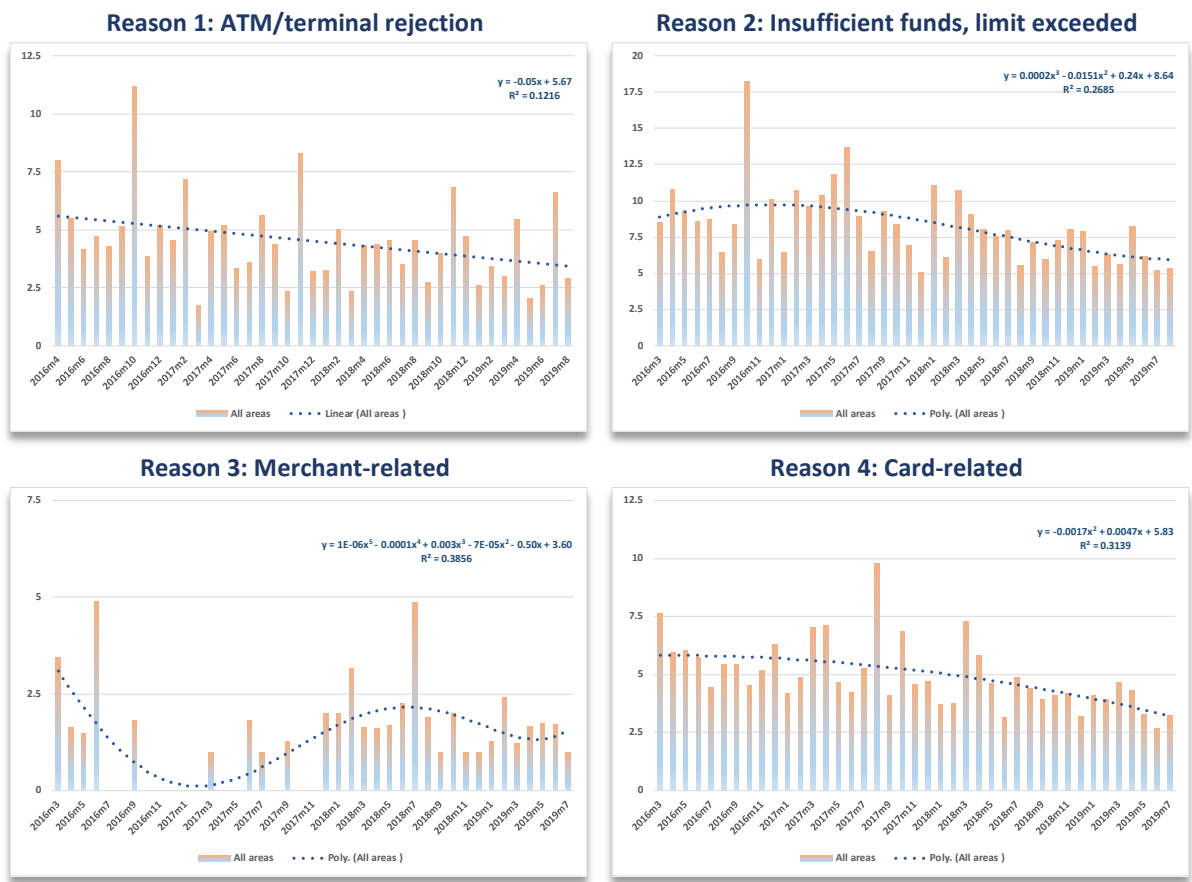 Reason 1: ATM/terminal rejection
12.5
10
7.5
5
2.5
0
y = -0.05x + 5.67
R² = 0.1216
2016m4
2016m6
2016m8
2016m10
2016m12
2017m2
2017m4
2017m6
2017m8
2017m10
2017m12
2018m2
2018m4
2018m6
2018m8
2018m10
2018m12
2019m2
2019m4
2019m6
2019m8
All areas
Linear (All areas )
Reason 2: Insufficient funds, limit exceeded
20
17.5
15
12.5
10
7.5
5
2.5
0
y = 0.0002x³ - 0.0151x² + 0.24x + 8.64
R² = 0.2685
2016m3
2016m5
2016m7
2016m9
2016m11
2017m1
2017m3
2017m5
2017m7
2017m9
2017m11
2018m1
2018m3
2018m5
2018m7
2018m9
2018m11
2019m1
2019m3
2019m5
2019m7
All areas
Poly. (All areas )
Reason 3: Merchant-related
7.5
5
2.5
0
y = 1E-06x⁵ - 0.0001x⁴ + 0.003x³ - 7E-05x² - 0.50x + 3.60
R² = 0.3856
2016m3
2016m5
2016m7
2016m9
2016m11
2017m1
2017m3
2017m5
2017m7
2017m9
2017m11
2018m1
2018m3
2018m5
2018m7
2018m9
2018m11
2019m1
2019m3
2019m5
2019m7
All areas
Poly. (All areas )
Reason 4: Card-related
12.5
10
7.5
5
2.5
0
y = -0.0017x² + 0.0047x + 5.83
R² = 0.3139
2016m3
2016m5
2016m7
2016m9
2016m11
2017m1
2017m3
2017m5
2017m7
2017m9
2017m11
2018m1
2018m3
2018m5
2018m7
2018m9
2018m11
2019m1
2019m3
2019m5
2019m7
All areas
Poly. (All areas )